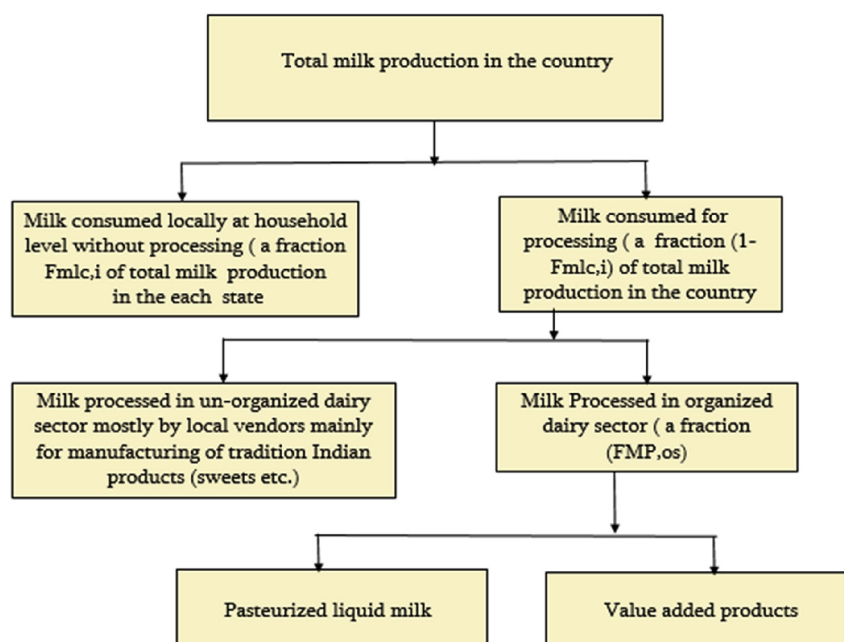 Total milk production in the country
Milk consumed locally at household
level without processing ( a fraction
Fmlc,i of total milk production
in the each state
Milk consumed for
processing ( a fraction (1-
Fmlc,i) of total milk
production in the country
Milk processed in un-organized dairy
sector mostly by local vendors mainly
for manufacturing of tradition Indian
products (sweets etc.)
Milk Processed in organized
dairy sector ( a fraction
(FMP,os)
Pasteurized liquid milk
Value added products